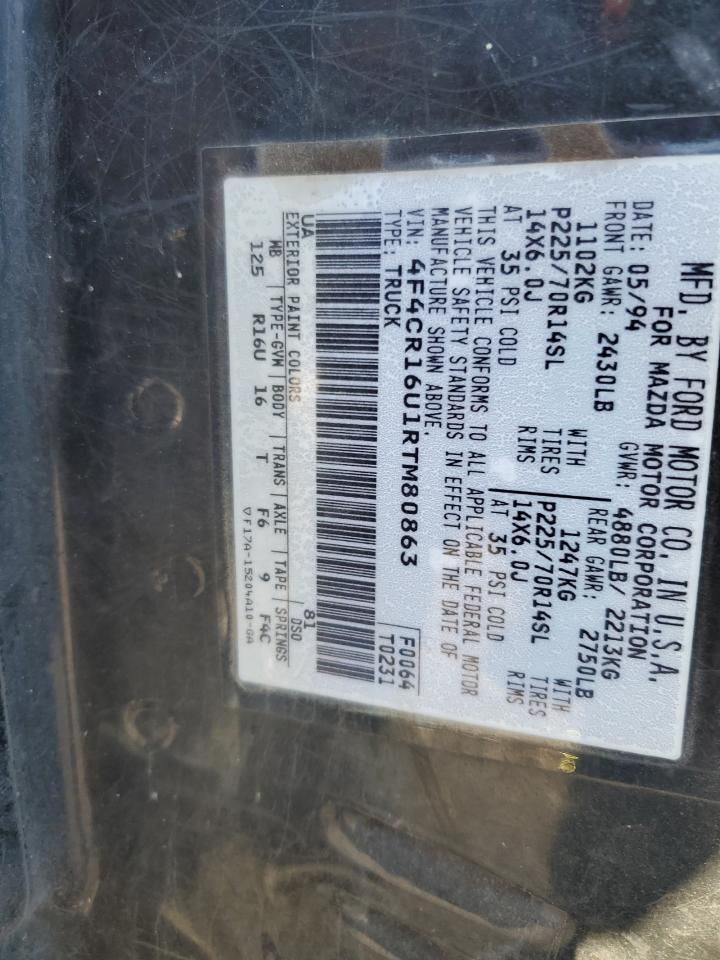 MFD. BY FORD MOTOR CO. IN U.S.A.
FOR MAZDA MOTOR CORPORATION
DATE: 05/94 GVWR: 4880LB/ 2213KG
FRONT GAWR: 2430LB REAR GAWR: 2750LB
1102KG WITH 1247KG WITH
P225/70R14SL TIRES P225/70R14SL TIRES
14X6.0J RIMS 14X6.0J RIMS
AT 35 PSI COLD AT 35 PSI COLD
THIS VEHICLE CONFORMS TO ALL APPLICABLE FEDERAL MOTOR
VEHICLE SAFETY STANDARDS IN EFFECT ON THE DATE OF
MANUFACTURE SHOWN ABOVE.
VIN: 4F4CR16U1RTM80863 F0064
TYPE: TRUCK T0231
UA 81
EXTERIOR PAINT COLORS DSO
WB TYPE-GVM BODY TRANS AXLE TAPE SPRINGS
125 R16U 16 T F6 9 F4C
▽F17A-15204A10-GA